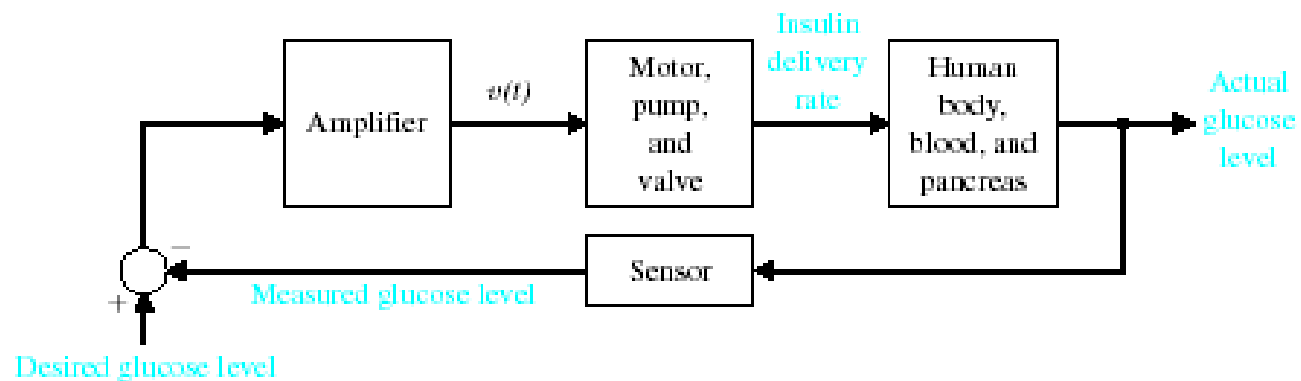 Insulin
delivery
rate
Amplifier
v(t)
Motor,
pump,
and
valve
Human
body,
blood, and
pancreas
Actual
glucose
level
−
+
Sensor
Measured glucose level
Desired glucose level